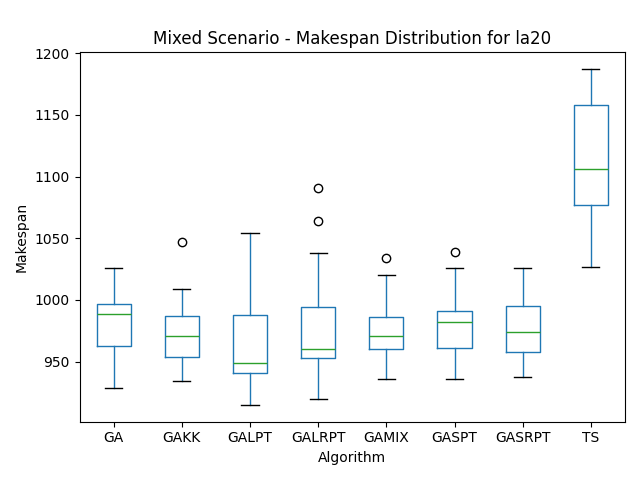 Mixed Scenario - Makespan Distribution for la20
1200
1150
1100
1050
1000
950
Makespan
GA GAKK GALPT GALRPT GAMIX GASPT GASRPT TS
Algorithm